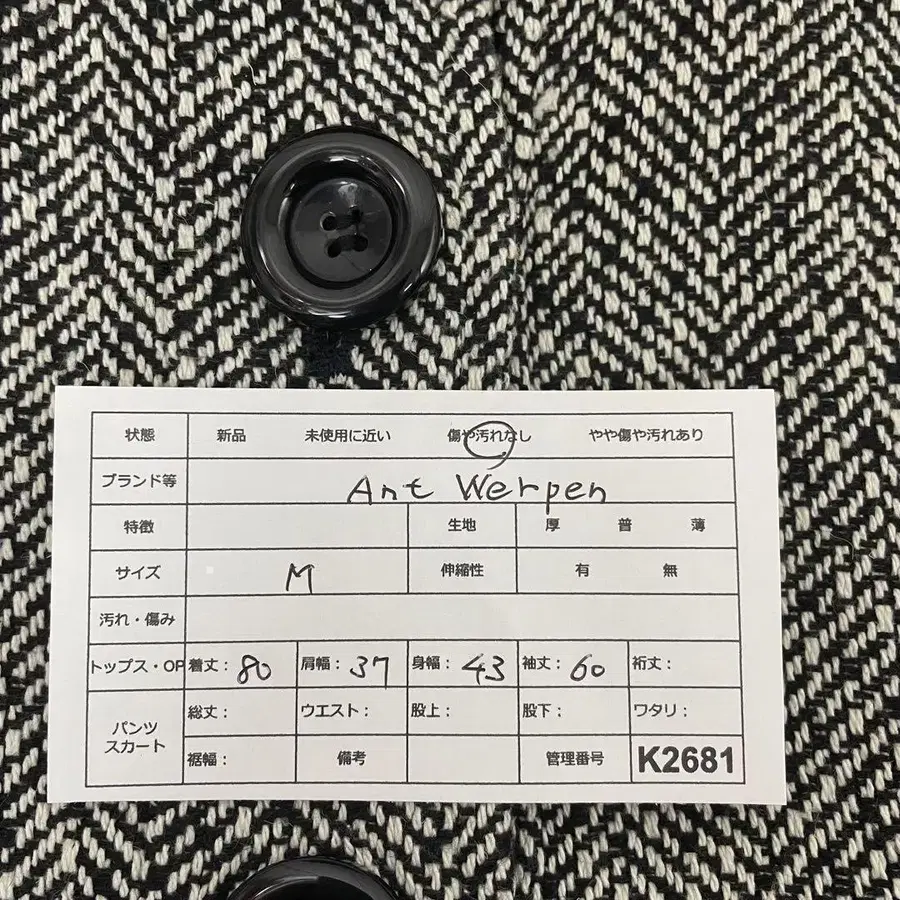 状態 新品 未使用に近い 傷や汚れなし やや傷や汚れあり
ブランド等 Ant Werpen
特徴 生地 厚 普 薄
サイズ M 伸縮性 有 無
汚れ・傷み
トップス・OP 着丈: 80 肩幅: 37 身幅: 43 袖丈: 60 裄丈:
パンツ スカート 総丈: ウエスト: 股上: 股下: ワタリ:
裾幅: 備考 管理番号 K2681